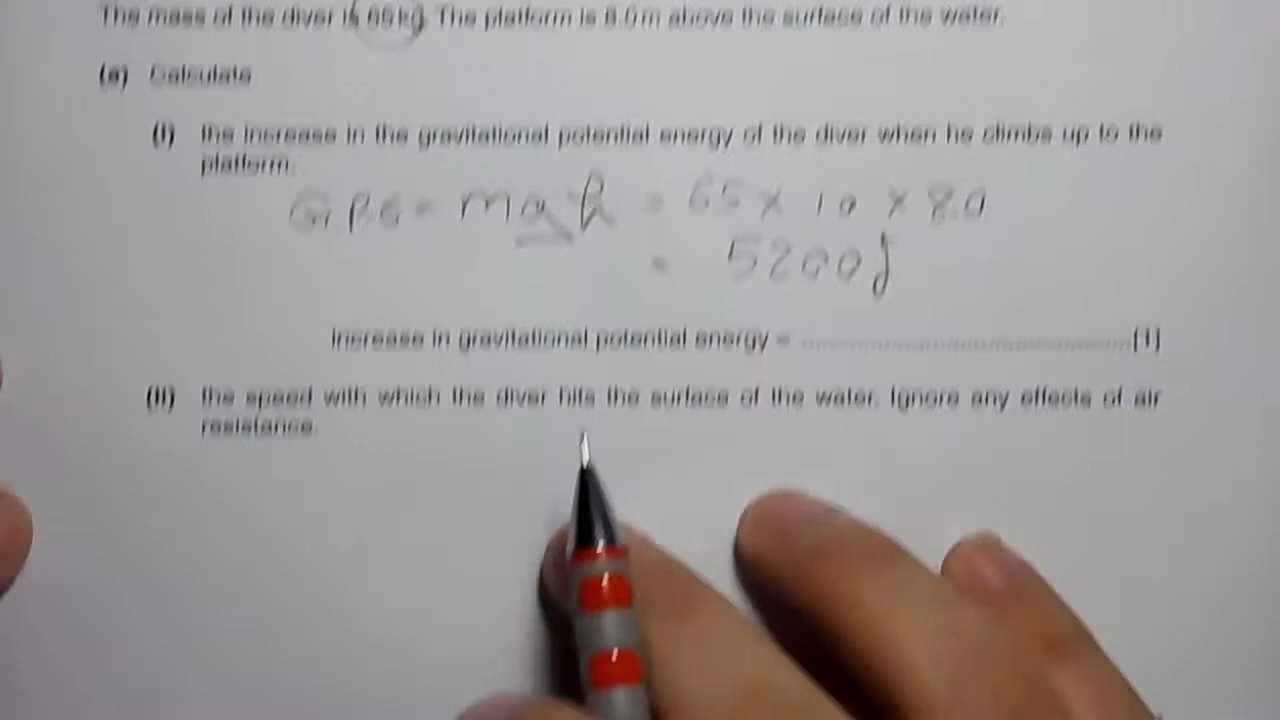 The mass of the diver is 65 kg. The platform is 8.0 m above the surface of the water.
(a) Calculate
(i) the increase in the gravitational potential energy of the diver when he climbs up to the
platform.
G.P.E = mgh = 65 x 10 x 8.0
= 5200J
increase in gravitational potential energy = ........................................[1]
(ii) the speed with which the diver hits the surface of the water. Ignore any effects of air
resistance.